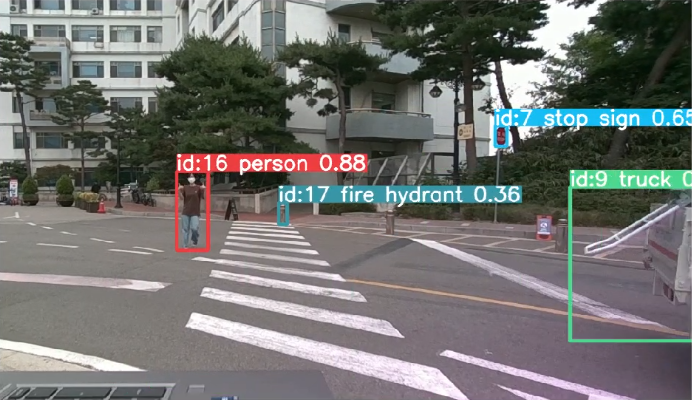 id:7 stop sign 0.65
id:16 person 0.88
id:9 truck 0
id:17 fire hydrant 0.36